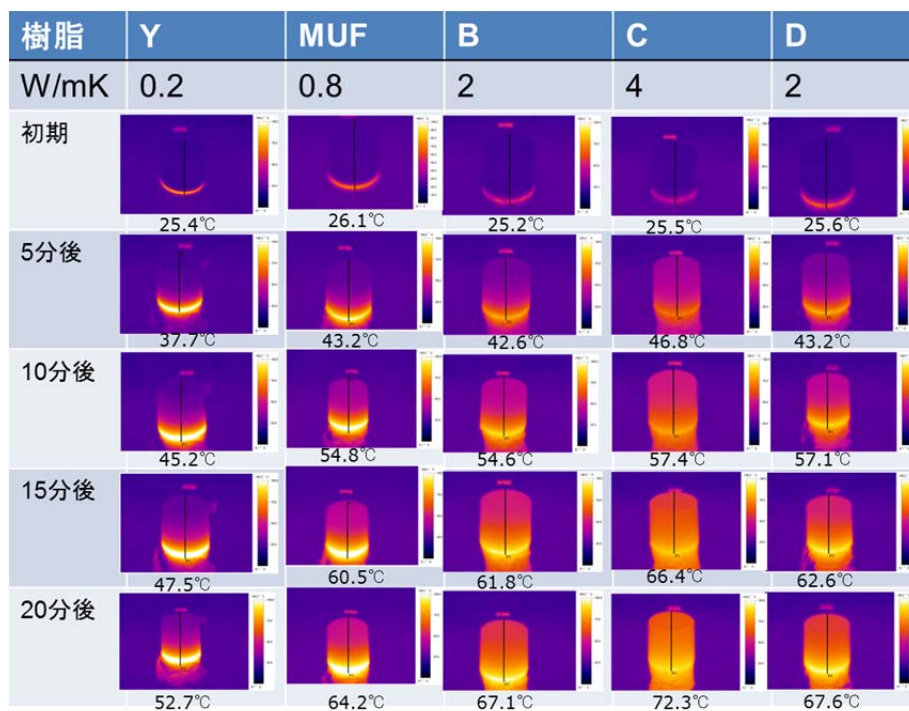 樹脂 Y MUF B C D
W/mK 0.2 0.8 2 4 2
初期
25.4℃ 26.1℃ 25.2℃ 25.5℃ 25.6℃
5分後
37.7℃ 43.2℃ 42.6℃ 46.8℃ 43.2℃
10分後
45.2℃ 54.8℃ 54.6℃ 57.4℃ 57.1℃
15分後
47.5℃ 60.5℃ 61.8℃ 66.4℃ 62.6℃
20分後
52.7℃ 64.2℃ 67.1℃ 72.3℃ 67.6℃